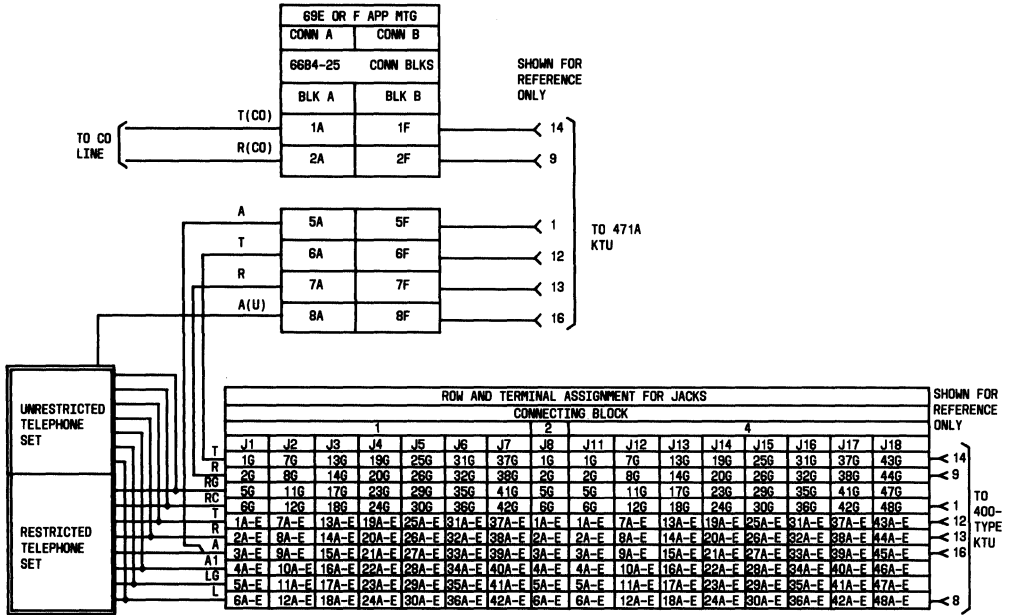 69E OR F APP MTG
CONN A CONN B
66B4-25 CONN BLKS
BLK A BLK B
SHOWN FOR
REFERENCE
ONLY
T(CO)
1A 1F 14
TO CO
LINE
R(CO)
2A 2F 9
A
5A 5F 1
T
6A 6F 12
TO 471A
KTU
R
7A 7F 13
A(U)
8A 8F 16
UNRESTRICTED
TELEPHONE
SET
RESTRICTED
TELEPHONE
SET
ROW AND TERMINAL ASSIGNMENT FOR JACKS
CONNECTING BLOCK
SHOWN FOR
REFERENCE
ONLY
1 2 4
J1 J2 J3 J4 J5 J6 J7 J8 J11 J12 J13 J14 J15 J16 J17 J18
T 1G 7G 13G 19G 25G 31G 37G 1G 1G 7G 13G 19G 25G 31G 37G 43G 14
R 2G 8G 14G 20G 26G 32G 38G 2G 2G 8G 14G 20G 26G 32G 38G 44G 9
RG 5G 11G 17G 23G 29G 35G 41G 5G 5G 11G 17G 23G 29G 35G 41G 47G
RC 6G 12G 18G 24G 30G 36G 42G 6G 6G 12G 18G 24G 30G 36G 42G 48G 1
T 1A-E 7A-E 13A-E 19A-E 25A-E 31A-E 37A-E 1A-E 1A-E 7A-E 13A-E 19A-E 25A-E 31A-E 37A-E 43A-E 12
R 2A-E 8A-E 14A-E 20A-E 26A-E 32A-E 38A-E 2A-E 2A-E 8A-E 14A-E 20A-E 26A-E 32A-E 38A-E 44A-E 13
A 3A-E 9A-E 15A-E 21A-E 27A-E 33A-E 39A-E 3A-E 3A-E 9A-E 15A-E 21A-E 27A-E 33A-E 39A-E 45A-E 16
A1 4A-E 10A-E 16A-E 22A-E 28A-E 34A-E 40A-E 4A-E 4A-E 10A-E 16A-E 22A-E 28A-E 34A-E 40A-E 46A-E
LG 5A-E 11A-E 17A-E 23A-E 29A-E 35A-E 41A-E 5A-E 5A-E 11A-E 17A-E 23A-E 29A-E 35A-E 41A-E 47A-E
L 6A-E 12A-E 18A-E 24A-E 30A-E 36A-E 42A-E 6A-E 6A-E 12A-E 18A-E 24A-E 30A-E 36A-E 42A-E 48A-E 8
TO
400-
TYPE
KTU